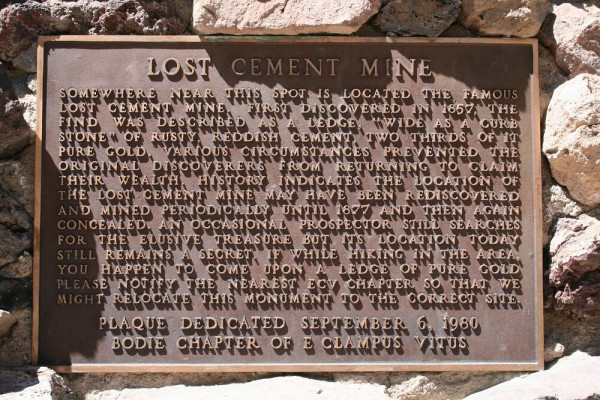 LOST CEMENT MINE
SOMEWHERE NEAR THIS SPOT IS LOCATED THE FAMOUS
LOST CEMENT MINE. FIRST DISCOVERED IN 1857, THE
FIND WAS DESCRIBED AS A LEDGE, "WIDE AS A CURB
STONE" OF RUSTY, REDDISH CEMENT, TWO THIRDS OF IT
PURE GOLD. VARIOUS CIRCUMSTANCES PREVENTED THE
ORIGINAL DISCOVERERS FROM RETURNING TO CLAIM
THEIR WEALTH. HISTORY INDICATES THE LOCATION OF
THE LOST CEMENT MINE MAY HAVE BEEN REDISCOVERED
AND MINED PERIODICALLY UNTIL 1877 AND THEN AGAIN
CONCEALED. AN OCCASIONAL PROSPECTOR STILL SEARCHES
FOR THE ELUSIVE TREASURE BUT ITS LOCATION TODAY
STILL REMAINS A SECRET. IF WHILE HIKING IN THE AREA,
YOU HAPPEN TO COME UPON A LEDGE OF PURE GOLD
PLEASE NOTIFY THE NEAREST ECV CHAPTER SO THAT WE
MIGHT RELOCATE THIS MONUMENT TO THE CORRECT SITE.
PLAQUE DEDICATED SEPTEMBER 6, 1980
BODIE CHAPTER OF E CLAMPUS VITUS